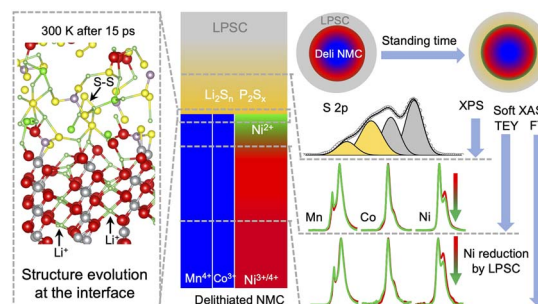 300 K after 15 ps
S-S
Li⁺
Li⁺
Structure evolution
at the interface
LPSC
Li₂Sₙ P₂Sₓ
Ni²⁺
Mn⁴⁺
Co³⁺
Ni³⁺/⁴⁺
Delithiated NMC
LPSC
Deli NMC
Standing time
S 2p
XPS
Soft XAS
TEY
F
Mn
Co
Ni
Ni reduction
by LPSC